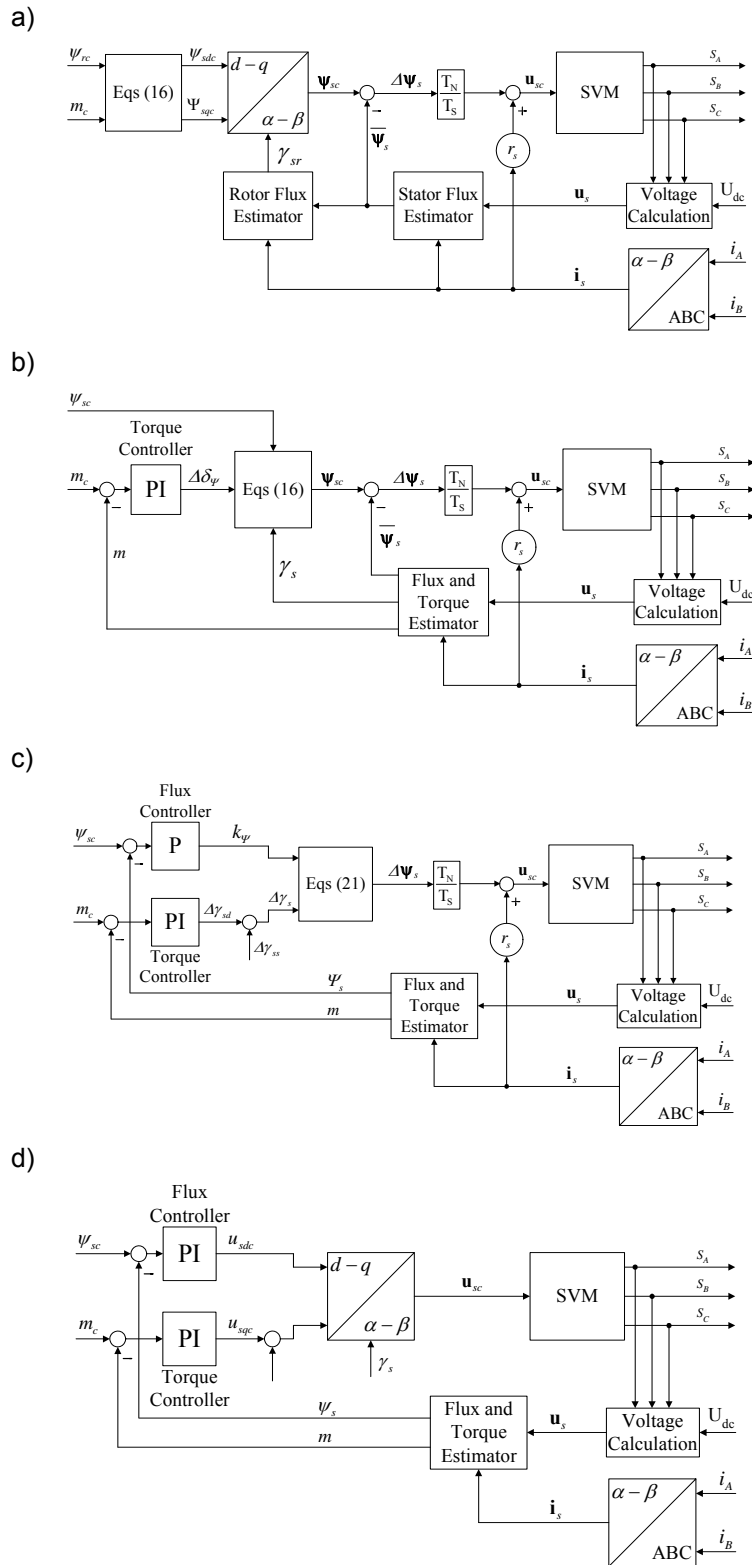 a)
ψrc
mc
Eqs (16)
ψsdc
Ψsqc
d − q
α − β
ψsc
−
Δψs
TN
TS
+
usc
SVM
SA
SB
SC
rs
ψ̅s
γsr
Rotor Flux
Estimator
Stator Flux
Estimator
us
Voltage
Calculation
Udc
is
α − β
ABC
iA
iB
b)
ψsc
Torque
Controller
mc
−
PI
ΔδΨ
Eqs (16)
ψsc
−
Δψs
TN
TS
+
usc
SVM
SA
SB
SC
rs
ψ̅s
m
γs
Flux and
Torque
Estimator
us
Voltage
Calculation
Udc
is
α − β
ABC
iA
iB
c)
Flux
Controller
ψsc
−
P
kΨ
Eqs (21)
Δψs
TN
TS
+
usc
SVM
SA
SB
SC
mc
−
PI
Δγsd
Δγs
Δγss
Torque
Controller
rs
Ψs
m
Flux and
Torque
Estimator
us
Voltage
Calculation
Udc
is
α − β
ABC
iA
iB
d)
Flux
Controller
ψsc
−
PI
usdc
d − q
α − β
usc
SVM
SA
SB
SC
mc
−
PI
usqc
Torque
Controller
γs
ψs
m
Flux and
Torque
Estimator
us
Voltage
Calculation
Udc
is
α − β
ABC
iA
iB